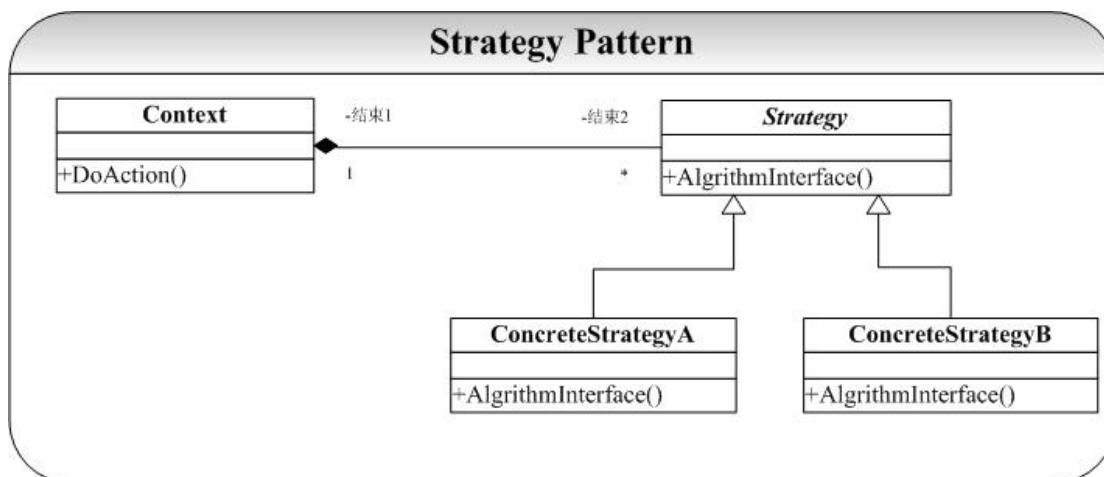 Strategy Pattern
Context
-结束1
-结束2
Strategy
+DoAction()
1
*
+AlgrithmInterface()
ConcreteStrategyA
ConcreteStrategyB
+AlgrithmInterface()
+AlgrithmInterface()